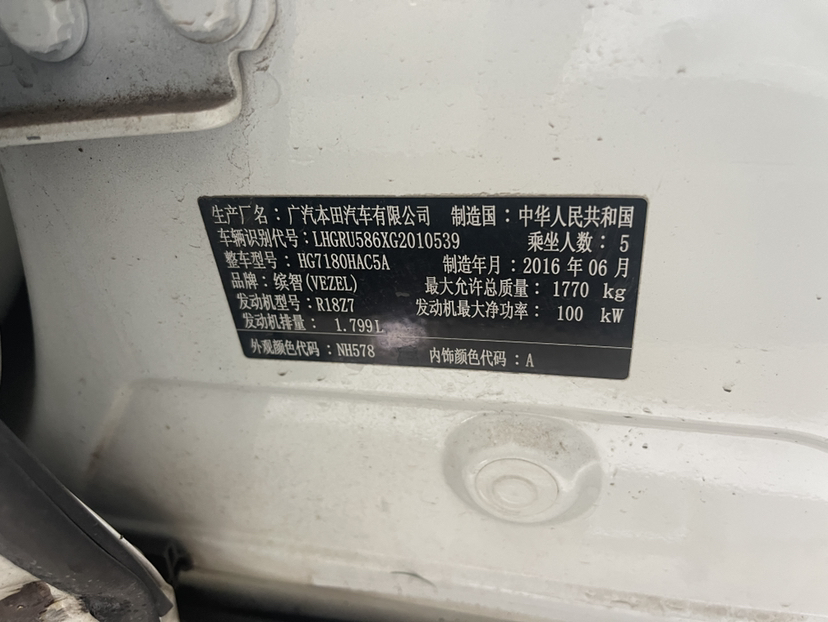 生产厂名：广汽本田汽车有限公司 制造国：中华人民共和国
车辆识别代号：LHGRU586XG2010539 乘坐人数：5
整车型号：HG7180HAC5A 制造年月：2016 年 06 月
品牌：缤智(VEZEL) 最大允许总质量：1770 kg
发动机型号：R18Z7 发动机最大净功率：100 kW
发动机排量：1.799L
外观颜色代码：NH578 内饰颜色代码：A